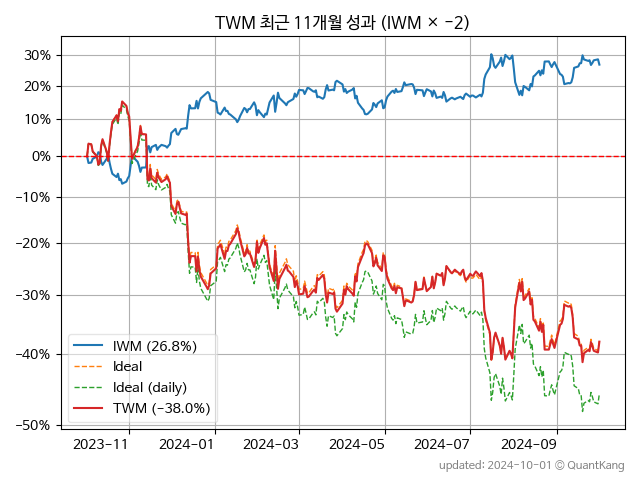 TWM 최근 11개월 성과 (IWM × −2)
30%
20%
10%
0%
−10%
−20%
−30%
−40%
−50%
IWM (26.8%)
Ideal
Ideal (daily)
TWM (−38.0%)
2023-11
2024-01
2024-03
2024-05
2024-07
2024-09
updated: 2024-10-01 © QuantKang